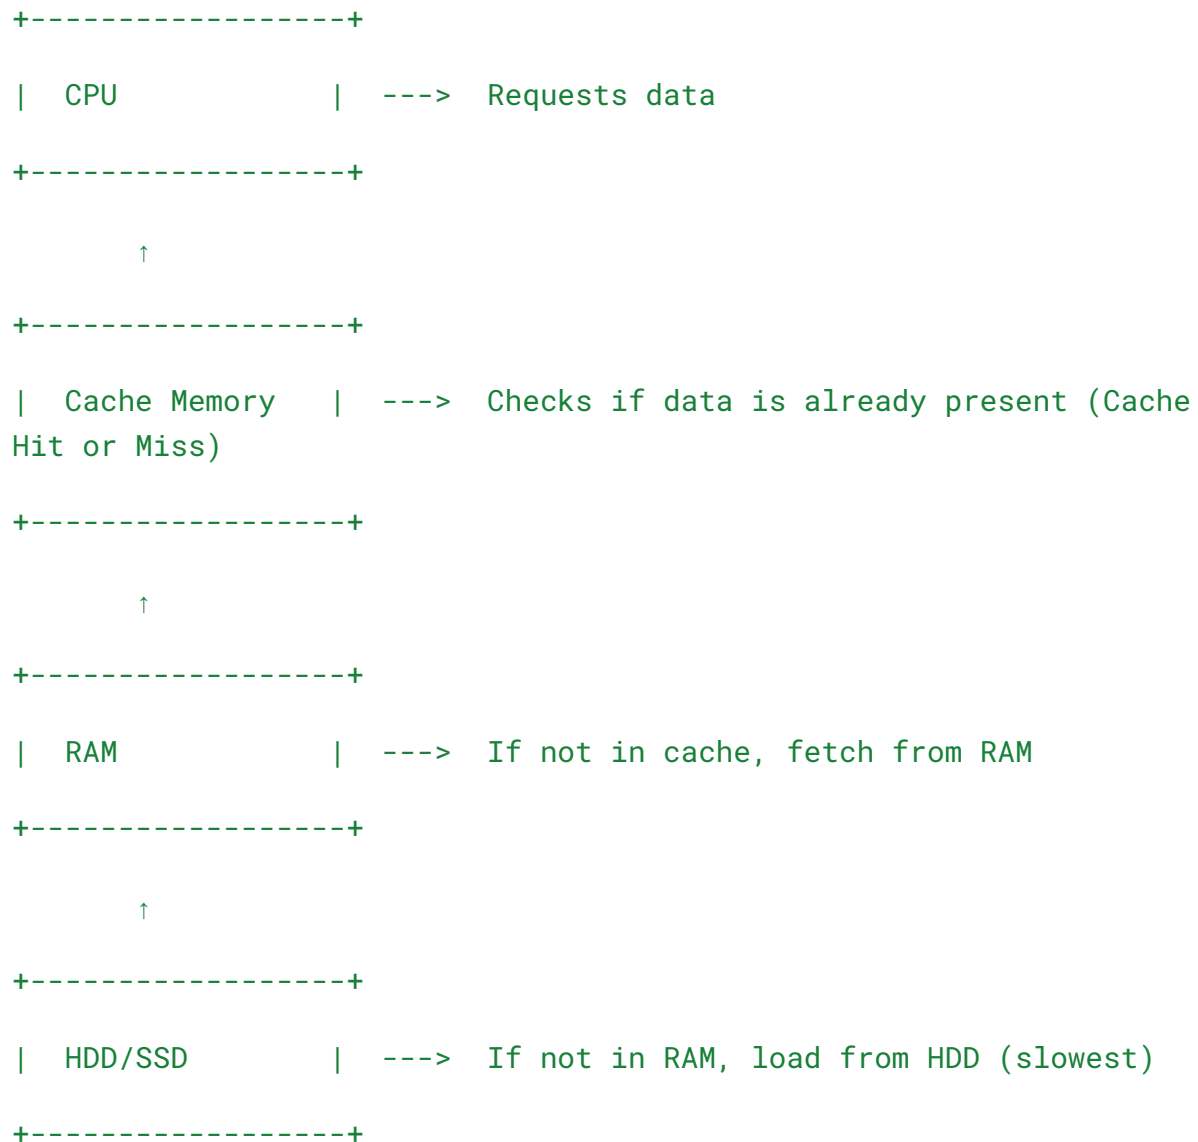 +------------------+
|  CPU            |  --->  Requests data
+------------------+
       ↑
+------------------+
|  Cache Memory   |  --->  Checks if data is already present (Cache
Hit or Miss)
+------------------+
       ↑
+------------------+
|  RAM            |  --->  If not in cache, fetch from RAM
+------------------+
       ↑
+------------------+
|  HDD/SSD        |  --->  If not in RAM, load from HDD (slowest)
+------------------+